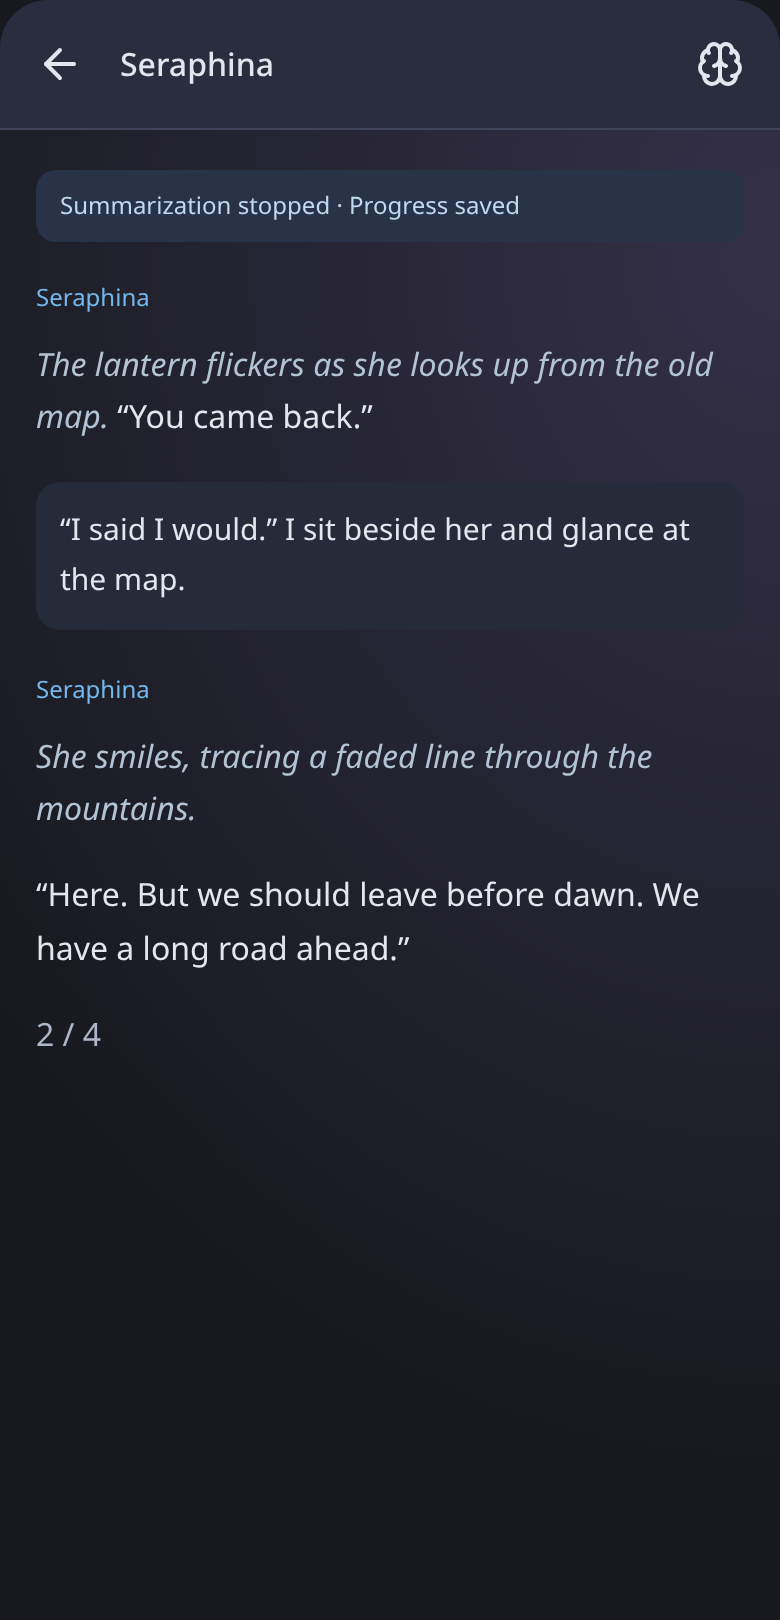 Seraphina
Summarization stopped · Progress saved
Seraphina
The lantern flickers as she looks up from the old
map. “You came back.”
“I said I would.” I sit beside her and glance at
the map.
Seraphina
She smiles, tracing a faded line through the
mountains.
“Here. But we should leave before dawn. We
have a long road ahead.”
2 / 4